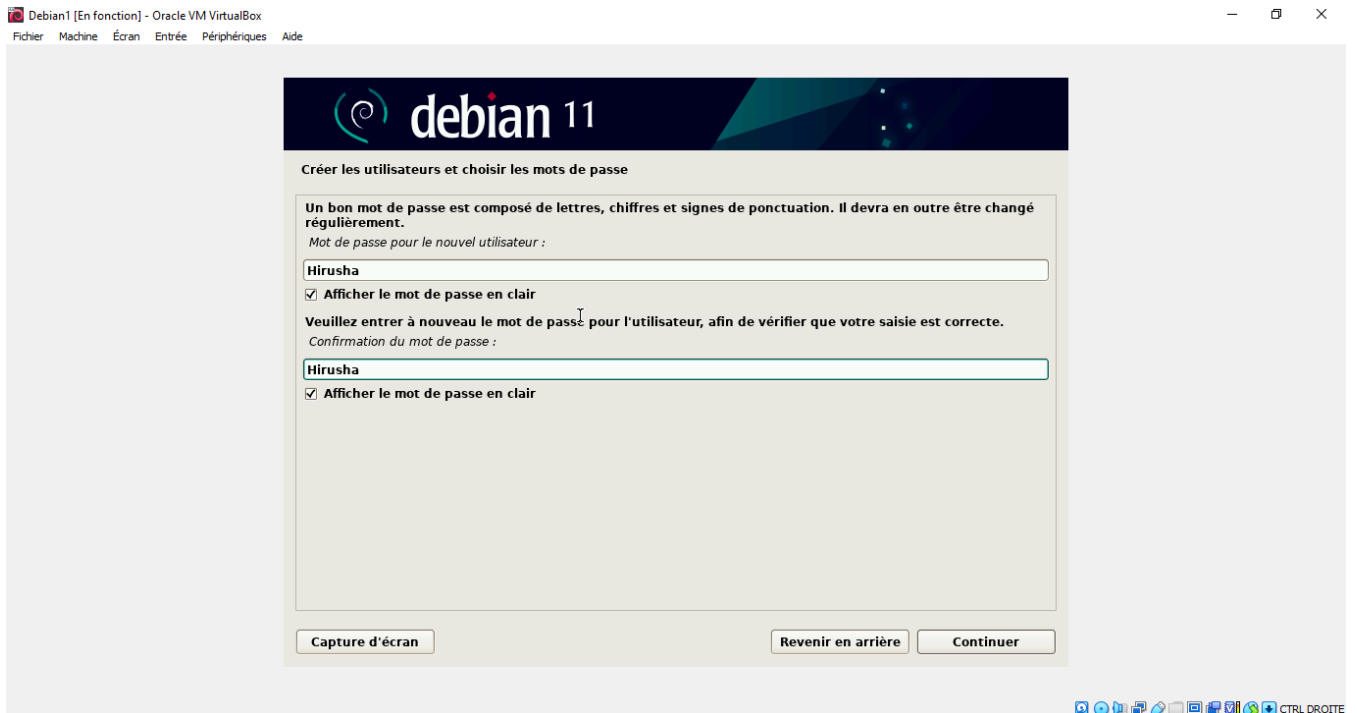 Debian1 [En fonction] - Oracle VM VirtualBox
Fichier Machine Écran Entrée Périphériques Aide
debian 11
Créer les utilisateurs et choisir les mots de passe
Un bon mot de passe est composé de lettres, chiffres et signes de ponctuation. Il devra en outre être changé
régulièrement.
Mot de passe pour le nouvel utilisateur :
Hirusha
Afficher le mot de passe en clair
Veuillez entrer à nouveau le mot de passe pour l'utilisateur, afin de vérifier que votre saisie est correcte.
Confirmation du mot de passe :
Hirusha
Afficher le mot de passe en clair
Capture d'écran
Revenir en arrière
Continuer
CTRL DROITE